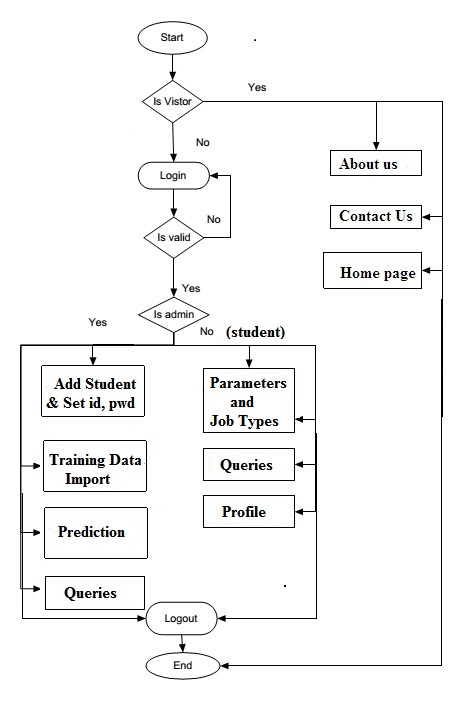 Start
Is Vistor
Yes
No
About us
Login
Contact Us
No
Is valid
Home page
Yes
Is admin
Yes
No
(student)
Add Student
& Set id, pwd
Parameters
and
Job Types
Training Data
Import
Queries
Profile
Prediction
Queries
Logout
End